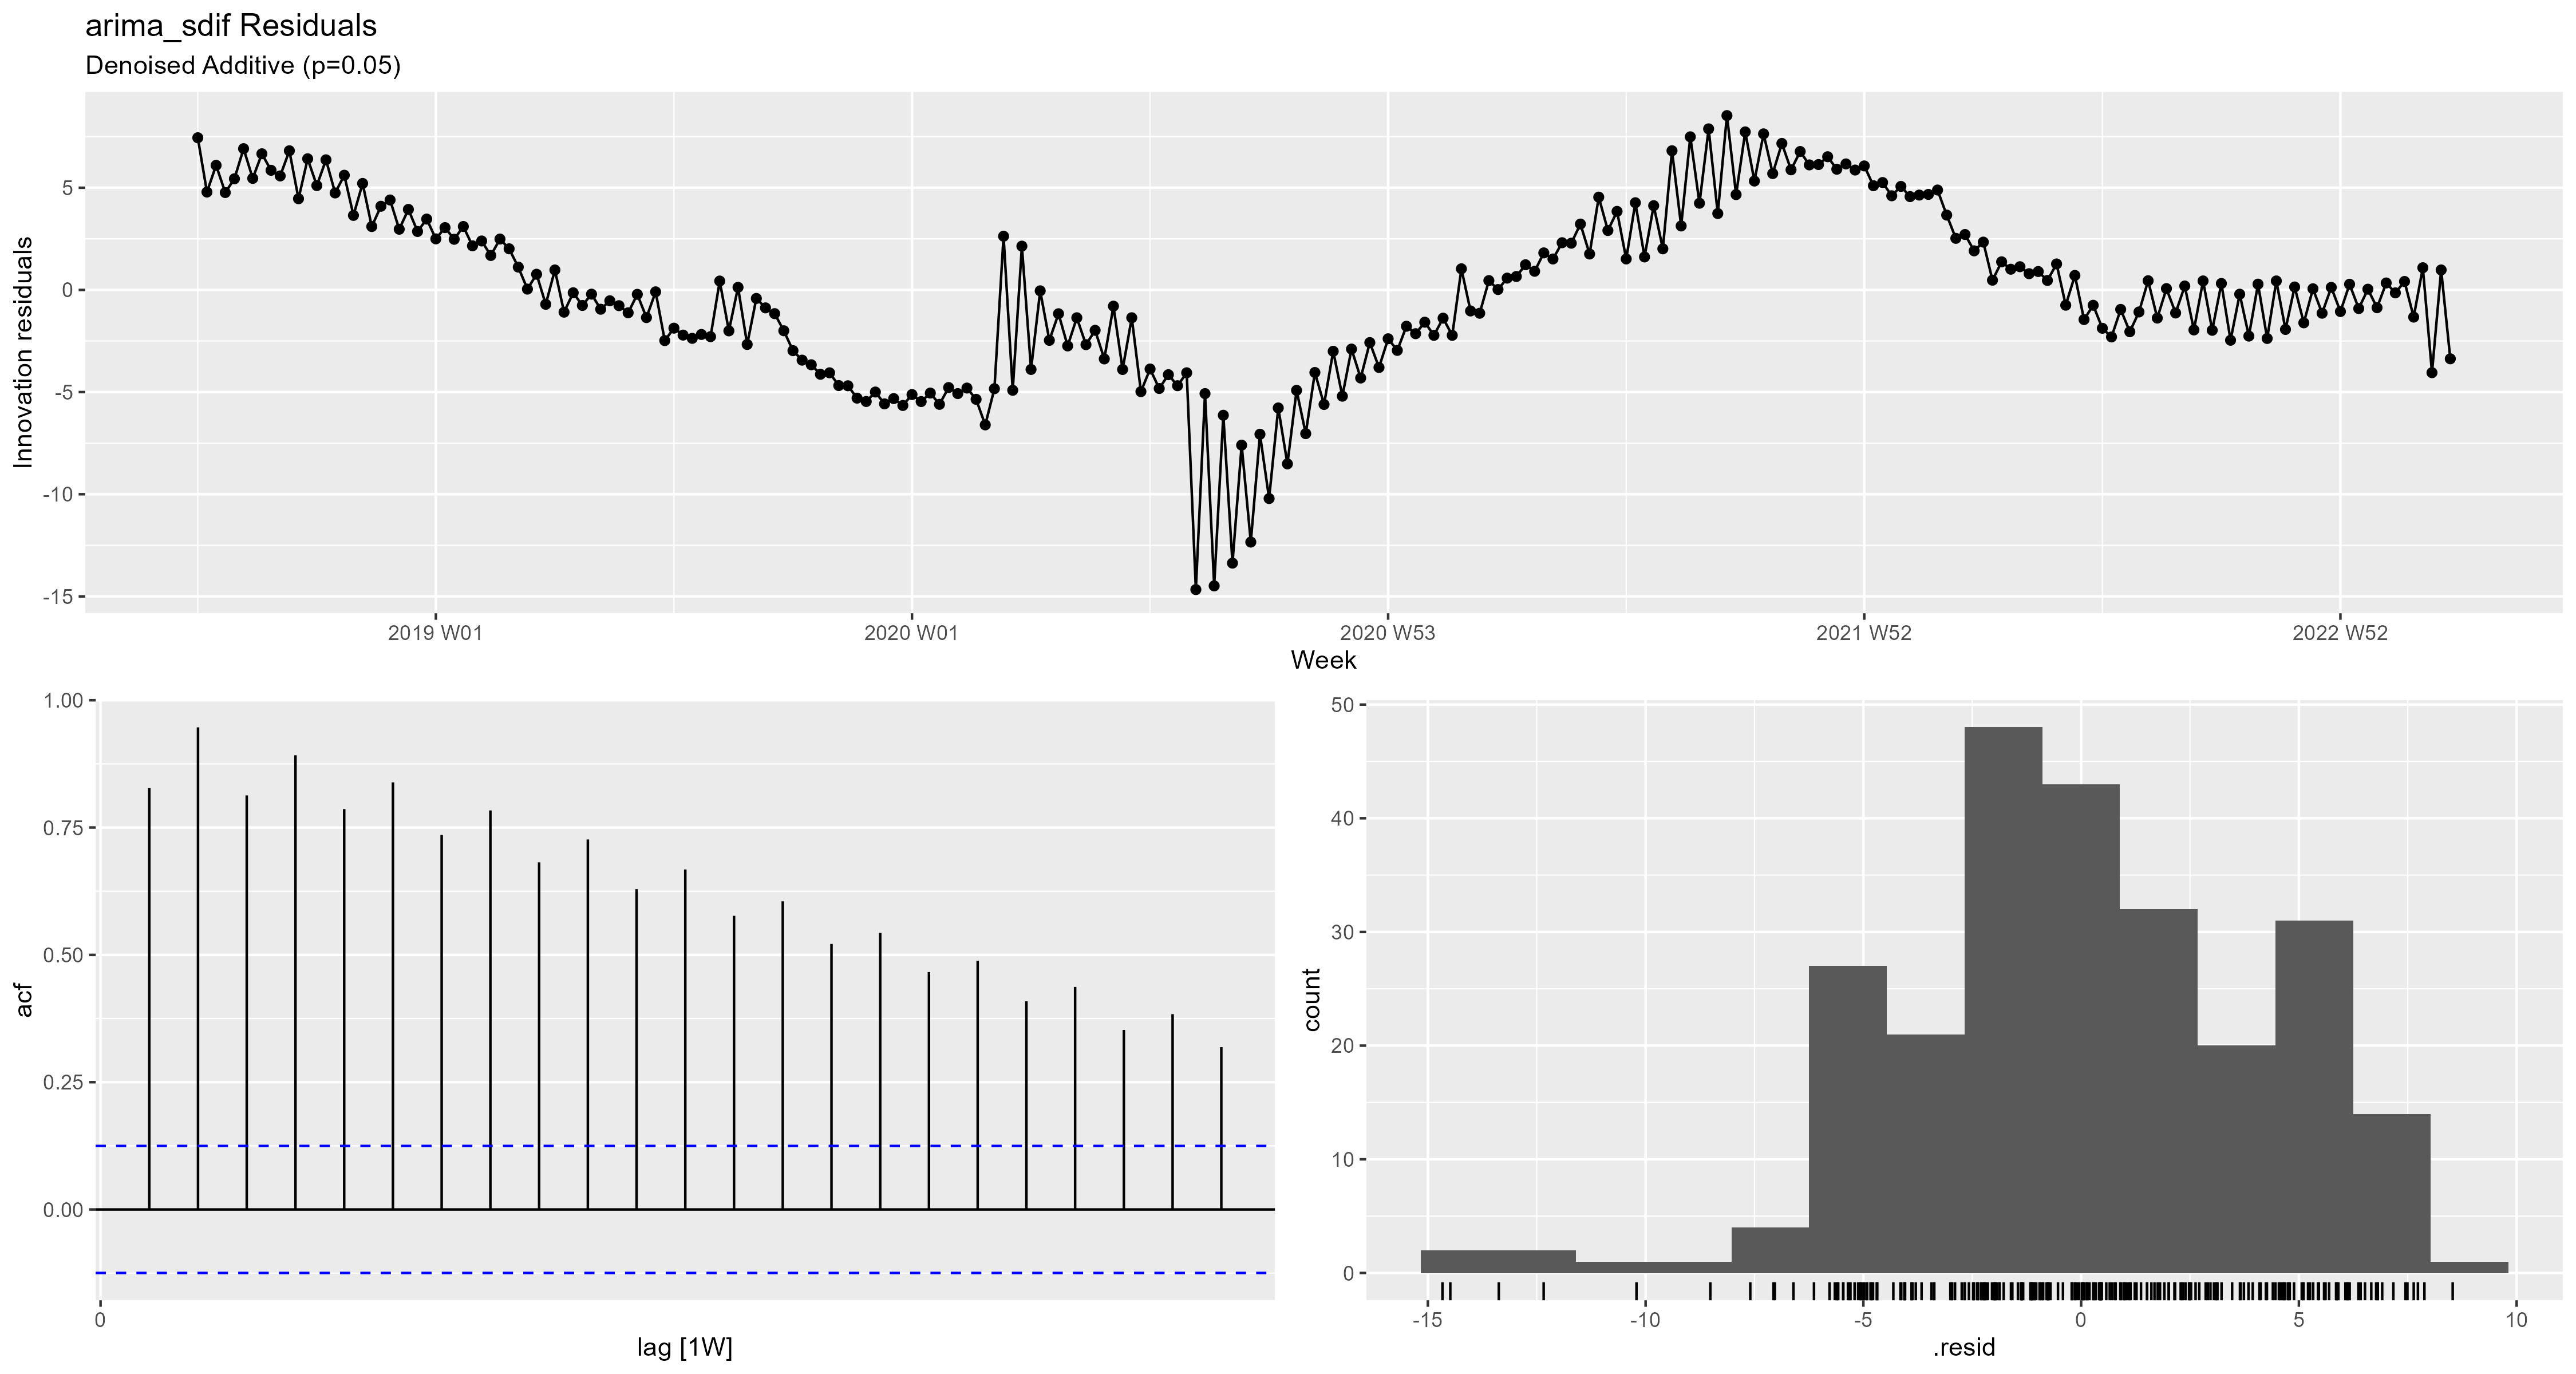 arima_sdif Residuals
Denoised Additive (p=0.05)
Innovation residuals
5
0
-5
-10
-15
2019 W01
2020 W01
2020 W53
2021 W52
2022 W52
Week
acf
1.00
0.75
0.50
0.25
0.00
0
lag [1W]
count
50
40
30
20
10
0
-15
-10
-5
0
5
10
.resid